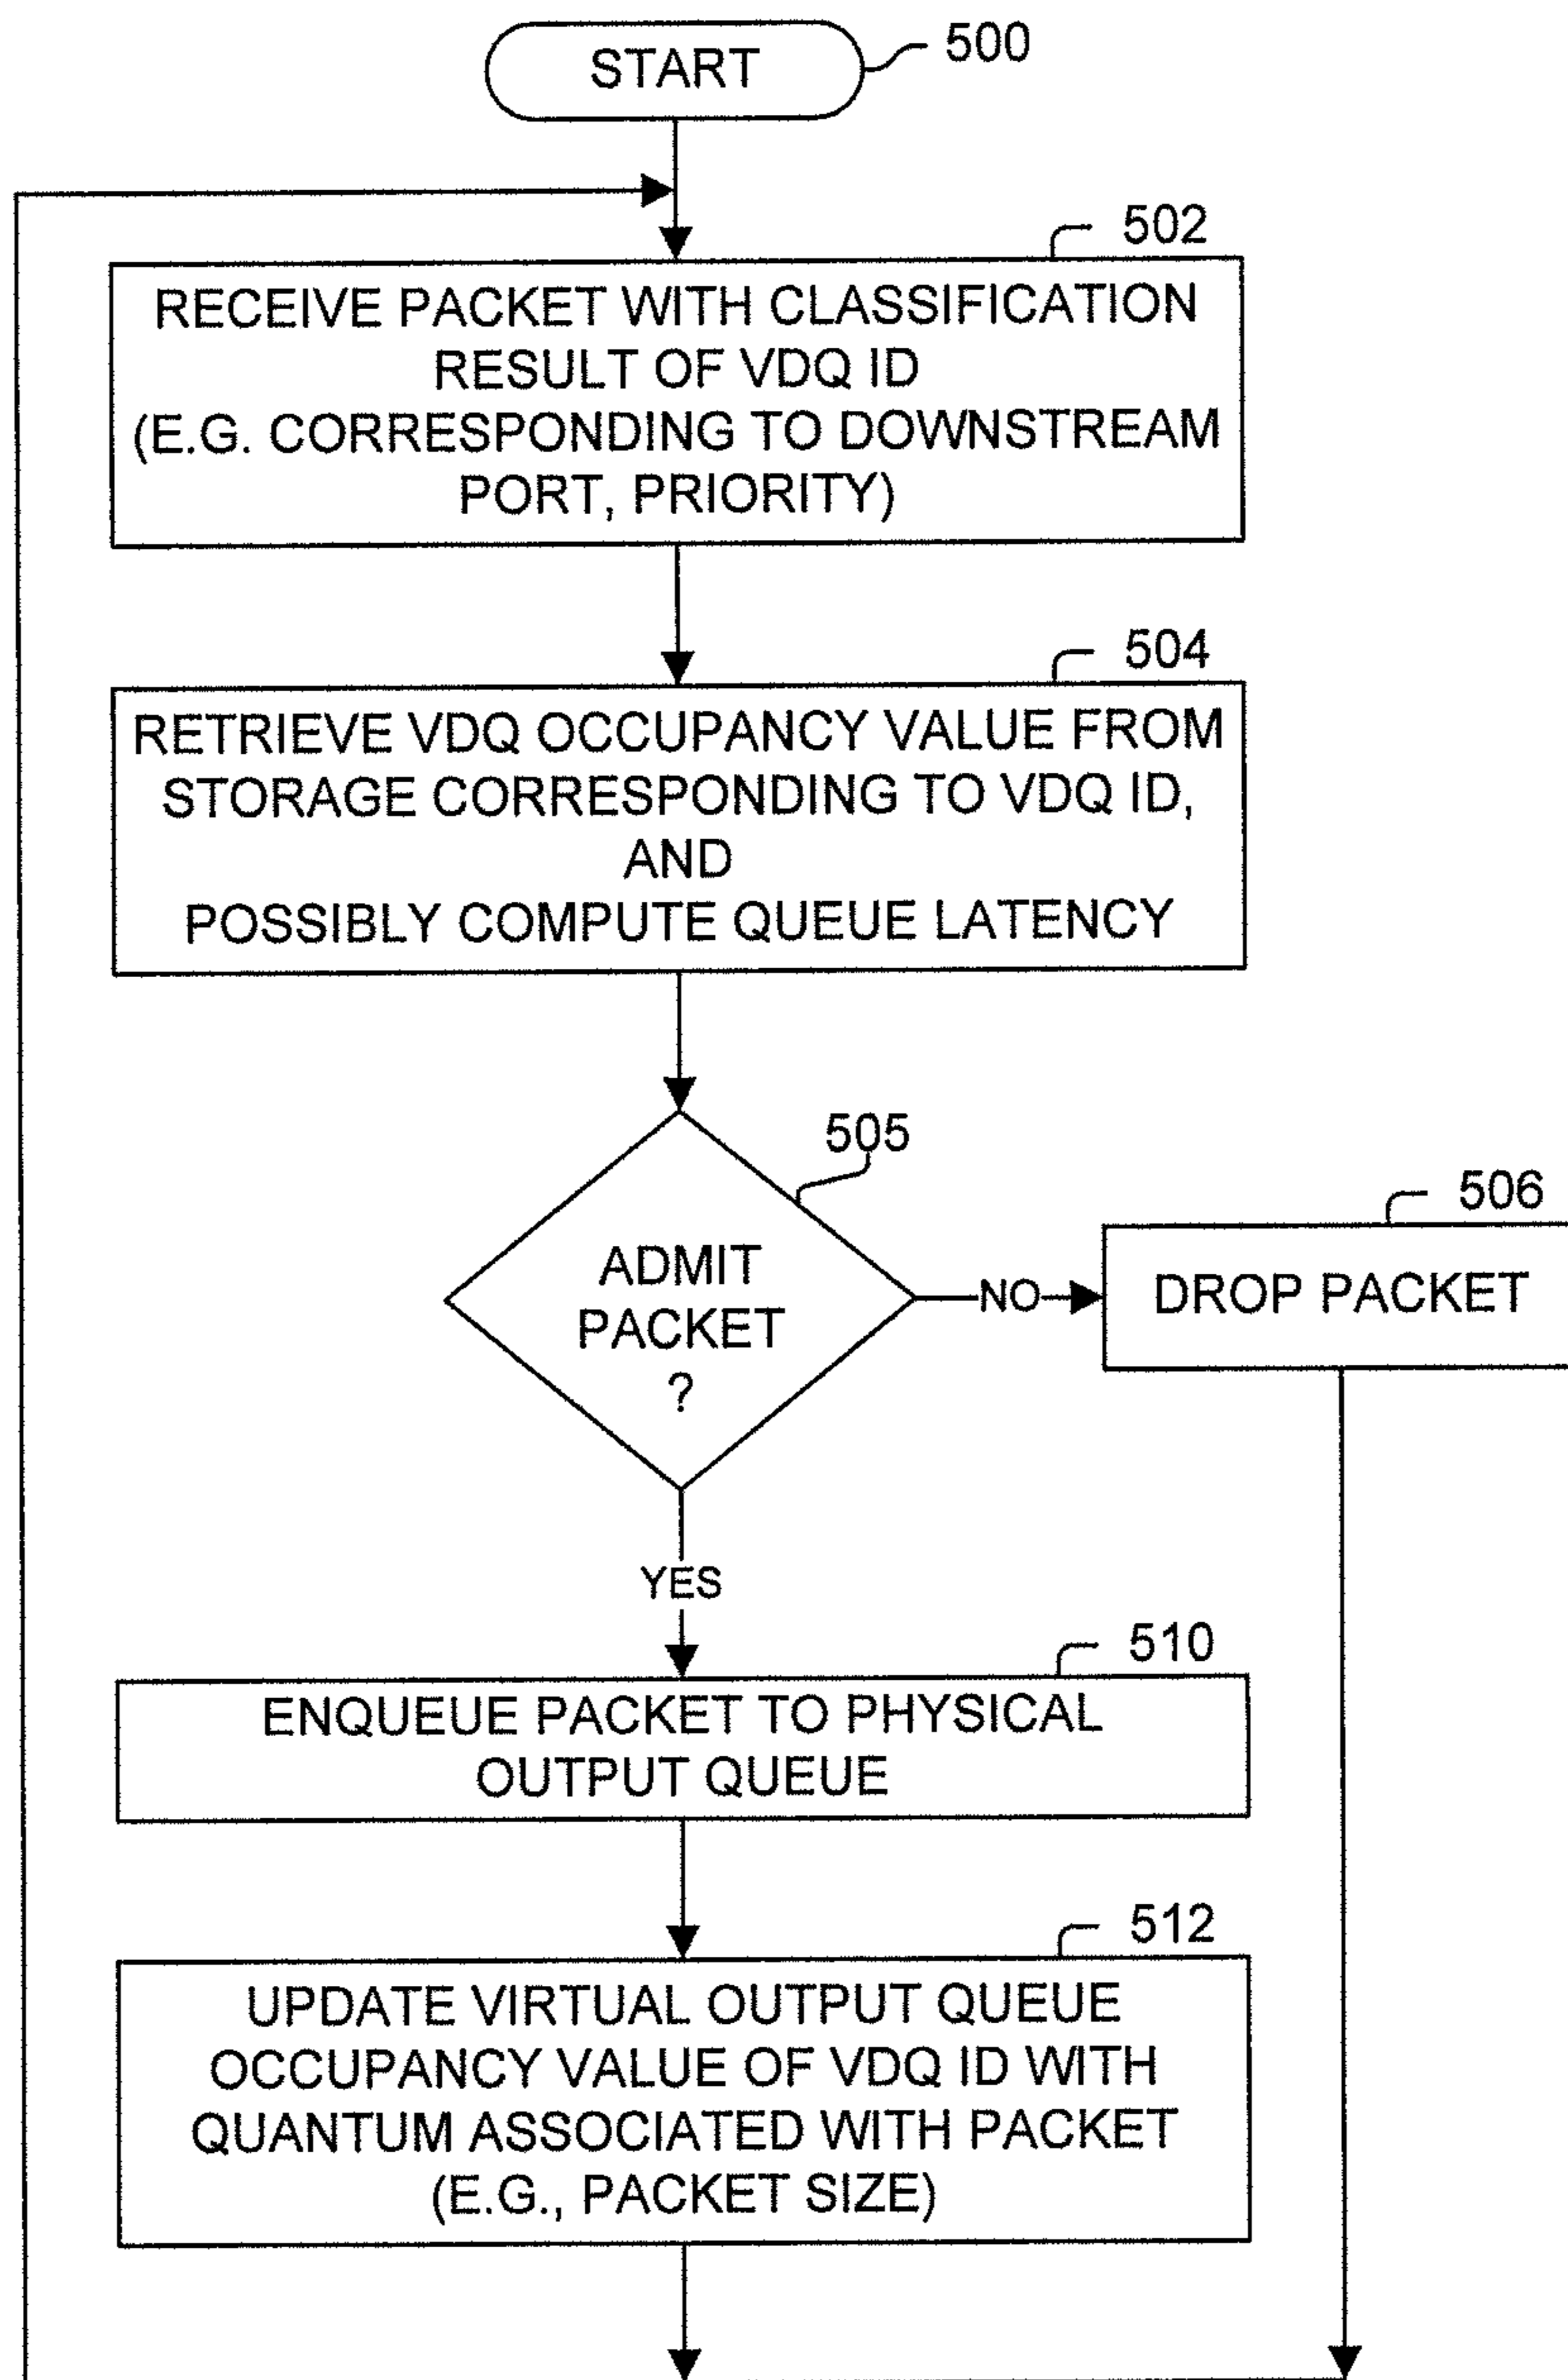 START
500
502
RECEIVE PACKET WITH CLASSIFICATION
RESULT OF VDQ ID
(E.G. CORRESPONDING TO DOWNSTREAM
PORT, PRIORITY)
504
RETRIEVE VDQ OCCUPANCY VALUE FROM
STORAGE CORRESPONDING TO VDQ ID,
AND
POSSIBLY COMPUTE QUEUE LATENCY
505
ADMIT
PACKET
?
NO
506
DROP PACKET
YES
510
ENQUEUE PACKET TO PHYSICAL
OUTPUT QUEUE
512
UPDATE VIRTUAL OUTPUT QUEUE
OCCUPANCY VALUE OF VDQ ID WITH
QUANTUM ASSOCIATED WITH PACKET
(E.G., PACKET SIZE)